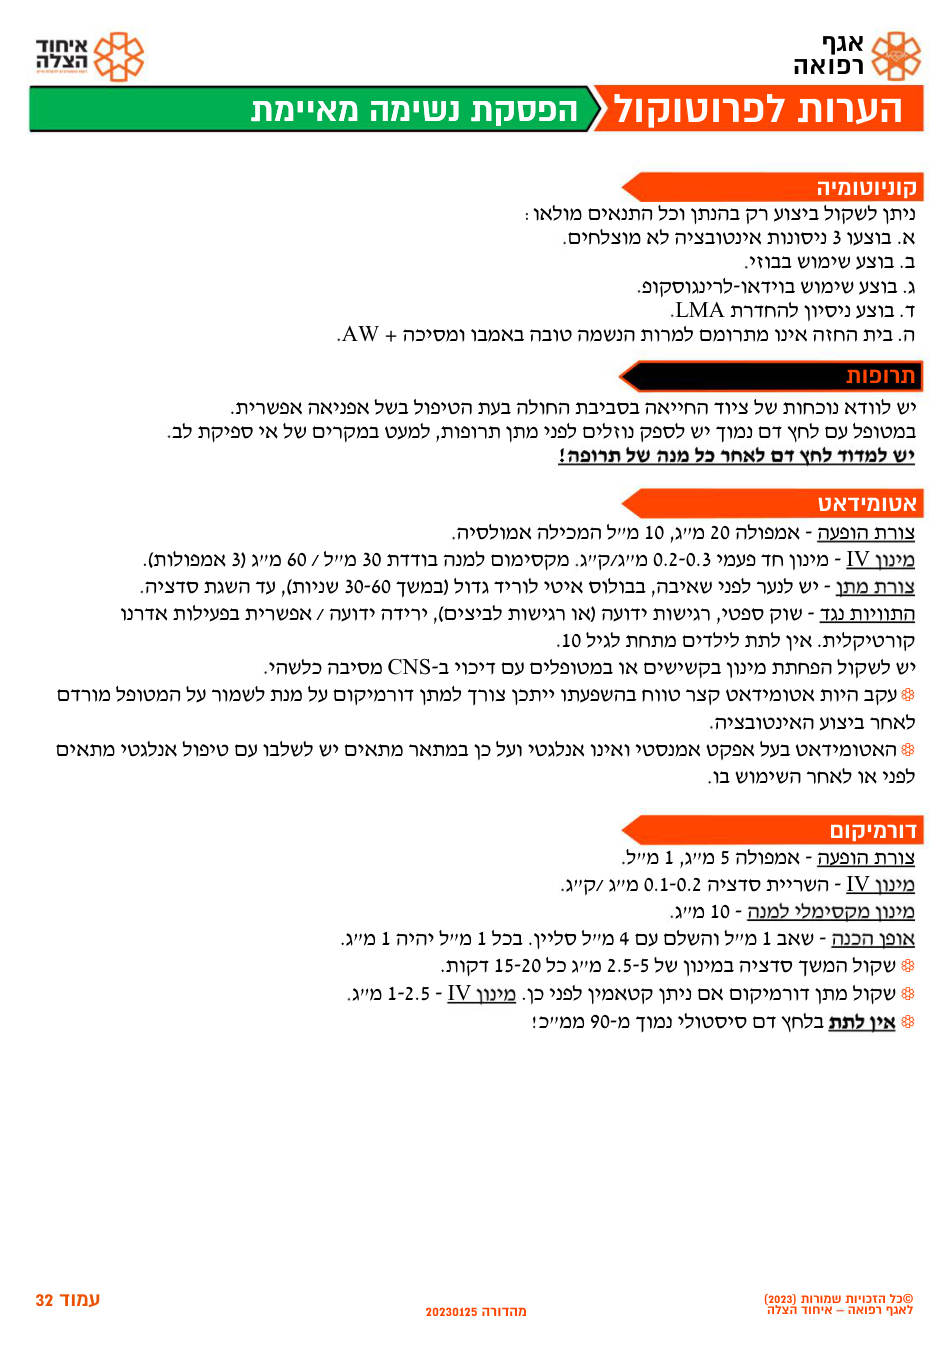 אגף
רפואה
איחוד
הצלה
הערות לפרוטוקול
הפסקת נשימה מאיימת
קוניוטומיה
ניתן לשקול ביצוע רק בהנתן וכל התנאים מולאו :
א. בוצעו 3 ניסונות אינטובציה לא מוצלחים.
ב. בוצע שימוש בבוזי.
ג. בוצע שימוש בוידאו-לרינגוסקופ.
ד. בוצע ניסיון להחדרת LMA.
ה. בית החזה אינו מתרומם למרות הנשמה טובה באמבו ומסיכה + AW.
תרופות
יש לוודא נוכחות של ציוד החייאה בסביבת החולה בעת הטיפול בשל אפניאה אפשרית.
במטופל עם לחץ דם נמוך יש לספק נוזלים לפני מתן תרופות, למעט במקרים של אי ספיקת לב.
יש למדוד לחץ דם לאחר כל מנה של תרופה!
אטומידאט
צורת הופעה - אמפולה 20 מ״ג, 10 מ״ל המכילה אמולסיה.
מינון IV - מינון חד פעמי 0.2-0.3 מ״ג/ק״ג. מקסימום למנה בודדת 30 מ״ל / 60 מ״ג (3 אמפולות).
צורת מתן - יש לנער לפני שאיבה, בבולוס איטי לוריד גדול (במשך 30-60 שניות), עד השגת סדציה.
התוויות נגד - שוק ספטי, רגישות ידועה (או רגישות לביצים), ירידה ידועה / אפשרית בפעילות אדרנו
קורטיקלית. אין לתת לילדים מתחת לגיל 10.
יש לשקול הפחתת מינון בקשישים או במטופלים עם דיכוי ב-CNS מסיבה כלשהי.
עקב היות אטומידאט קצר טווח בהשפעתו ייתכן צורך למתן דורמיקום על מנת לשמור על המטופל מורדם
לאחר ביצוע האינטובציה.
האטומידאט בעל אפקט אמנסטי ואינו אנלגטי ועל כן במתאר מתאים יש לשלבו עם טיפול אנלגטי מתאים
לפני או לאחר השימוש בו.
דורמיקום
צורת הופעה - אמפולה 5 מ״ג, 1 מ״ל.
מינון IV - השריית סדציה 0.1-0.2 מ״ג /ק״ג.
מינון מקסימלי למנה - 10 מ״ג.
אופן הכנה - שאב 1 מ״ל והשלם עם 4 מ״ל סליין. בכל 1 מ״ל יהיה 1 מ״ג.
שקול המשך סדציה במינון של 2.5-5 מ״ג כל 15-20 דקות.
שקול מתן דורמיקום אם ניתן קטאמין לפני כן. מינון IV - 1-2.5 מ״ג.
אין לתת בלחץ דם סיסטולי נמוך מ-90 ממ״כ!
©כל הזכויות שמורות (2023)
לאגף רפואה – איחוד הצלה
מהדורה 20230125
עמוד 32